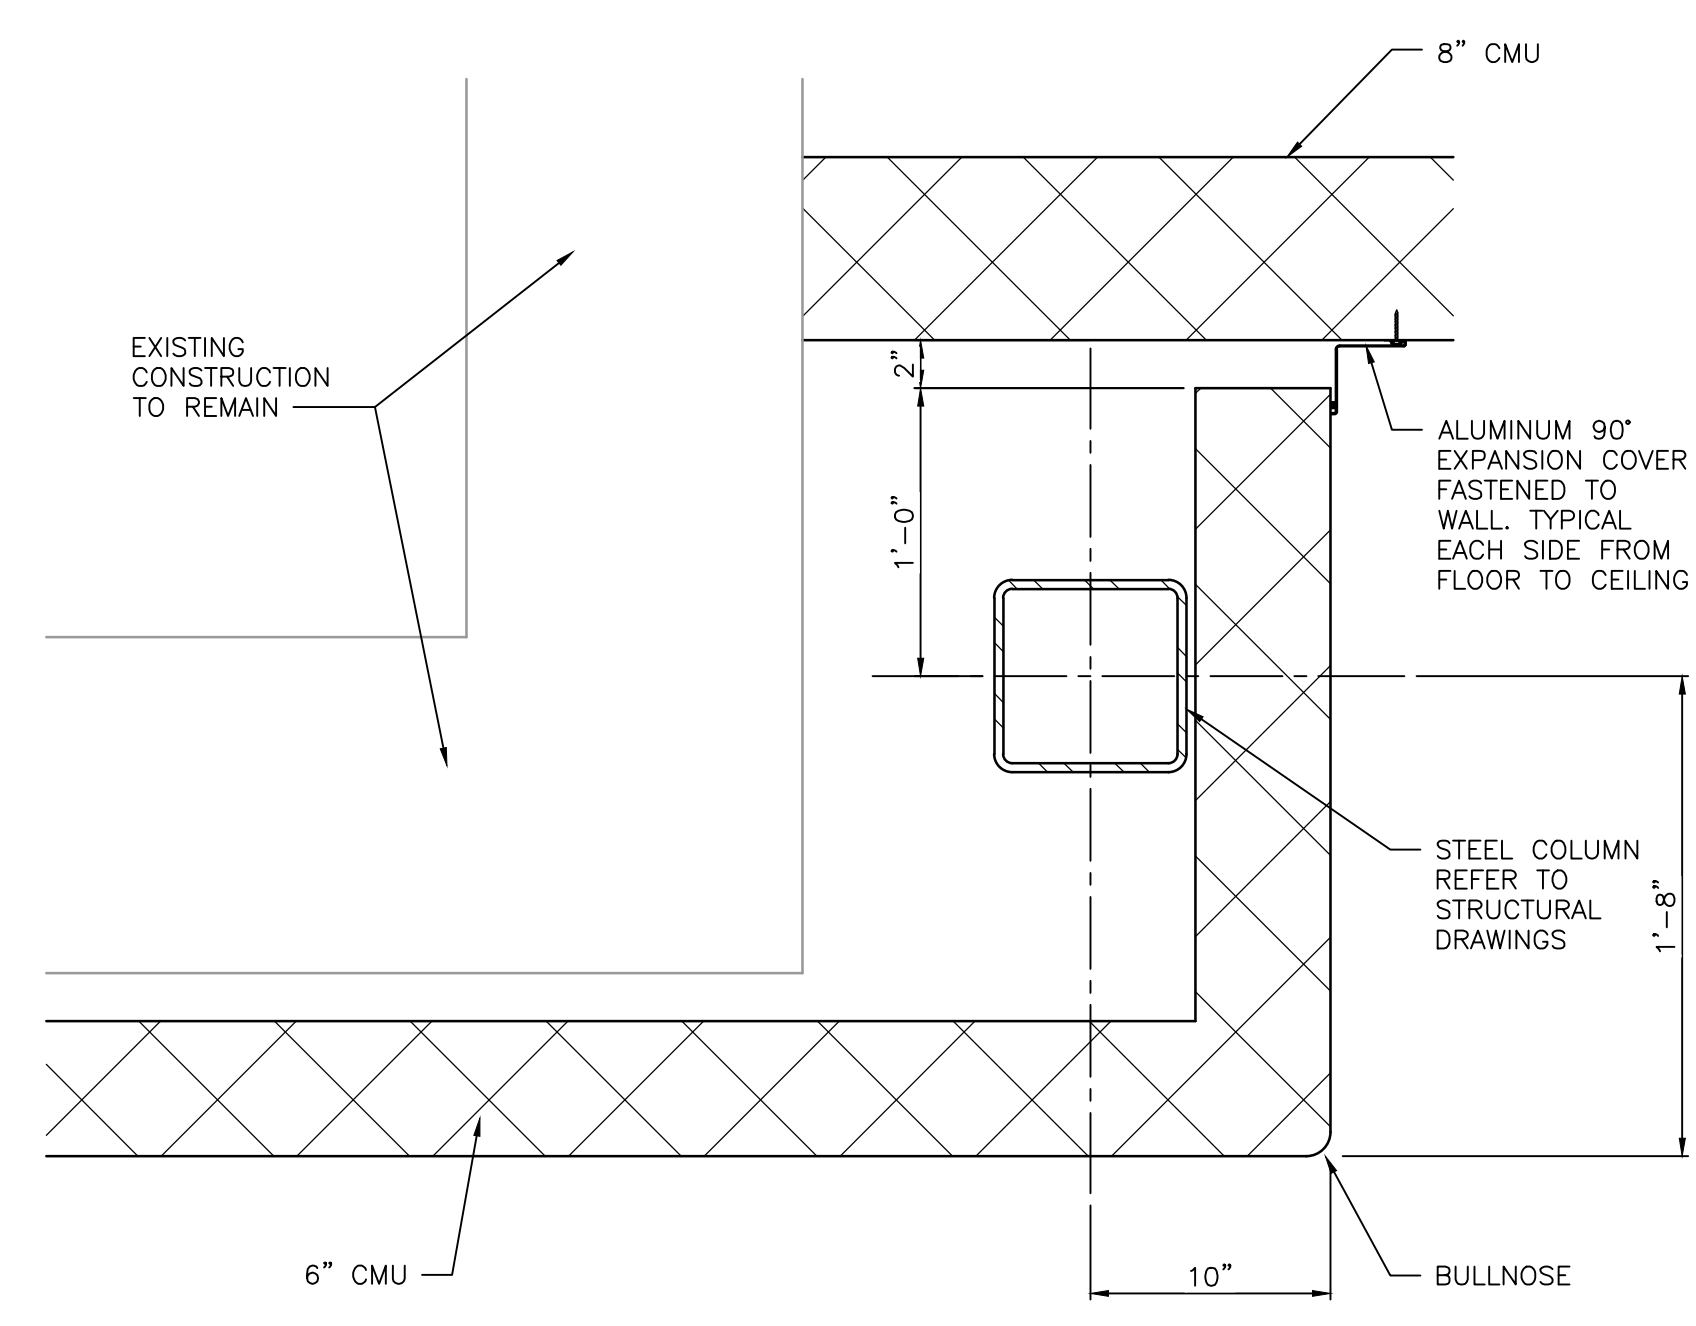 8” CMU
EXISTING
CONSTRUCTION
TO REMAIN
2”
1’-0”
ALUMINUM 90°
EXPANSION COVER
FASTENED TO
WALL. TYPICAL
EACH SIDE FROM
FLOOR TO CEILING
STEEL COLUMN
REFER TO
STRUCTURAL
DRAWINGS
1’-8”
6” CMU
10”
BULLNOSE